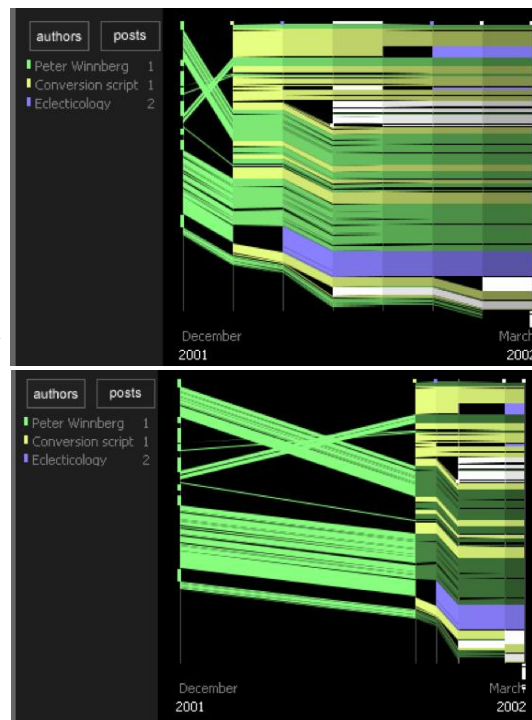 authors posts
Peter Winnberg 1
Conversion script 1
Eclecticology 2
December March
2001 2002
authors posts
Peter Winnberg 1
Conversion script 1
Eclecticology 2
December March
2001 2002